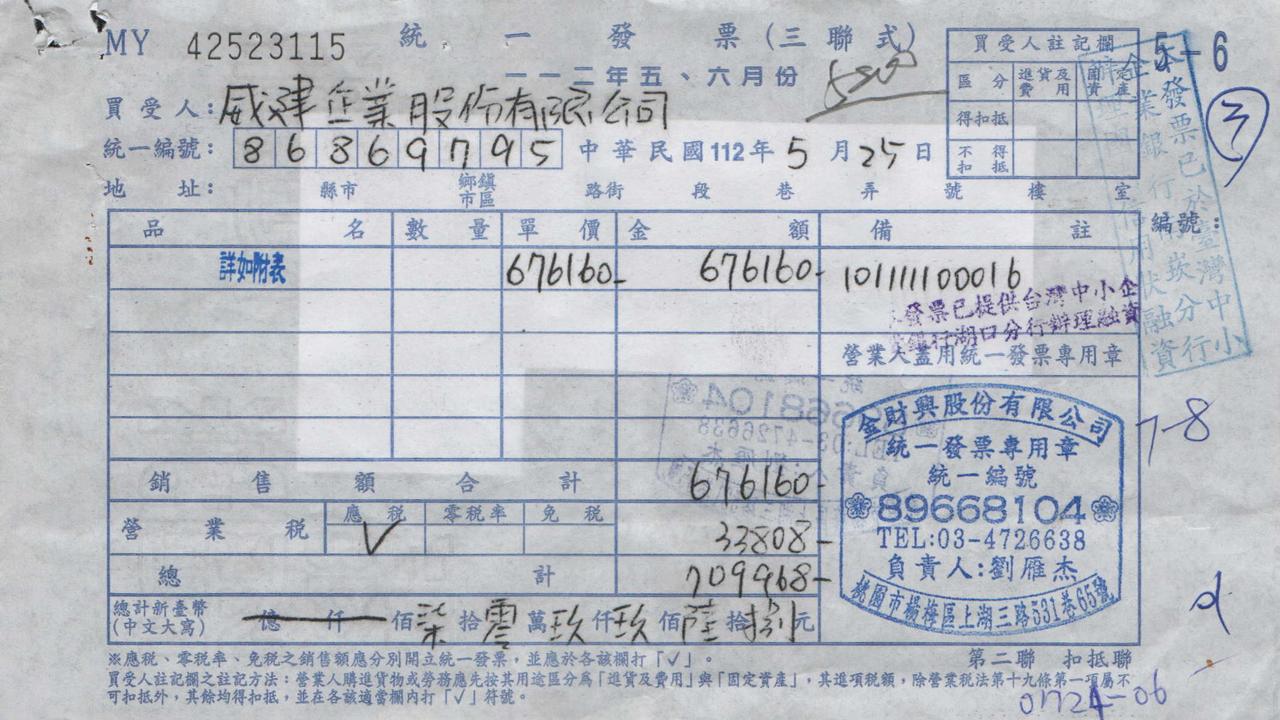 MY 42523115 統一發票(三聯式) 5-6
一一二年五、六月份
買受人註記欄
區分 進貨及費用 固定資產
得扣抵
不得扣抵
買受人:威建企業股份有限公司
③
統一編號: 86869795 中華民國112年5月25日
地址: 縣市 鄉鎮市區 路街 段 巷 弄 號 樓 室
品名 數量 單價 金額 備註 編號:
詳如附表 676160- 676160- 101111100016
發票已提供台灣中小企
業銀行湖口分行辦理融資
發票已於臺灣中小
企業銀行新崁分行
辦理信用狀融資
營業人蓋用統一發票專用章
金財興股份有限公司
統一發票專用章
統一編號
89668104
TEL:03-4726638
負責人:劉雁杰
桃園市楊梅區上湖三路531巷65號
7-8
銷售額合計 676160-
營業稅 應稅 零稅率 免稅
V 33808-
總計 709968-
總計新臺幣
(中文大寫) 億 仟 佰 柒 拾 零 萬 玖 仟 玖 佰 陸 拾 捌 元
※應稅、零稅率、免稅之銷售額應分別開立統一發票,並應於各該欄打「✓」。
第二聯 扣抵聯
買受人註記欄之註記方法:營業人購進貨物或勞務應先按其用途區分為「進貨及費用」與「固定資產」,其進項稅額,除營業稅法第十九條第一項屬不
可扣抵外,其餘均得扣抵,並在各該適當欄內打「✓」符號。